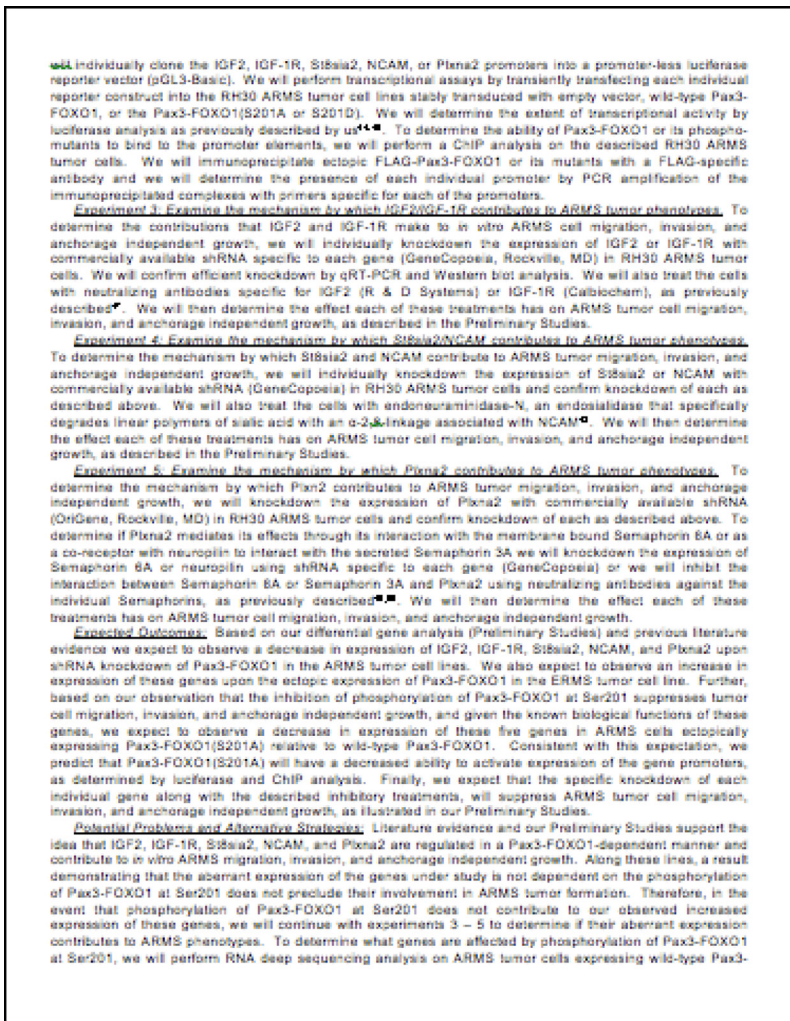 will individually clone the IGF2, IGF-1R, St8sia2, NCAM, or Plxna2 promoters into a promoter-less luciferase
reporter vector (pGL3-Basic). We will perform transcriptional assays by transiently transfecting each individual
reporter construct into the RH30 ARMS tumor cell lines stably transduced with empty vector, wild-type Pax3-
FOXO1, or the Pax3-FOXO1(S201A or S201D). We will determine the extent of transcriptional activity by
luciferase analysis as previously described by us. To determine the ability of Pax3-FOXO1 or its phospho-
mutants to bind to the promoter elements, we will perform a ChIP analysis on the described RH30 ARMS
tumor cells. We will immunoprecipitate ectopic FLAG-Pax3-FOXO1 or its mutants with a FLAG-specific
antibody and we will determine the presence of each individual promoter by PCR amplification of the
immunoprecipitated complexes with primers specific for each of the promoters.
Experiment 3: Examine the mechanism by which IGF2/IGF-1R contributes to ARMS tumor phenotypes. To
determine the contributions that IGF2 and IGF-1R make to in vitro ARMS cell migration, invasion, and
anchorage independent growth, we will individually knockdown the expression of IGF2 or IGF-1R with
commercially available shRNA specific to each gene (GeneCopoeia, Rockville, MD) in RH30 ARMS tumor
cells. We will confirm efficient knockdown by qRT-PCR and Western blot analysis. We will also treat the cells
with neutralizing antibodies specific for IGF2 (R & D Systems) or IGF-1R (Calbiochem), as previously
described. We will then determine the effect each of these treatments has on ARMS tumor cell migration,
invasion, and anchorage independent growth, as described in the Preliminary Studies.
Experiment 4: Examine the mechanism by which St8sia2/NCAM contributes to ARMS tumor phenotypes.
To determine the mechanism by which St8sia2 and NCAM contribute to ARMS tumor migration, invasion, and
anchorage independent growth, we will individually knockdown the expression of St8sia2 or NCAM with
commercially available shRNA (GeneCopoeia) in RH30 ARMS tumor cells and confirm knockdown of each as
described above. We will also treat the cells with endoneuraminidase-N, an endosialidase that specifically
degrades linear polymers of sialic acid with an α-2,8-linkage associated with NCAM. We will then determine
the effect each of these treatments has on ARMS tumor cell migration, invasion, and anchorage independent
growth, as described in the Preliminary Studies.
Experiment 5: Examine the mechanism by which Plxna2 contributes to ARMS tumor phenotypes. To
determine the mechanism by which Plxn2 contributes to ARMS tumor migration, invasion, and anchorage
independent growth, we will knockdown the expression of Plxna2 with commercially available shRNA
(OriGene, Rockville, MD) in RH30 ARMS tumor cells and confirm knockdown of each as described above. To
determine if Plxna2 mediates its effects through its interaction with the membrane bound Semaphorin 6A or as
a co-receptor with neuropilin to interact with the secreted Semaphorin 3A we will knockdown the expression of
Semaphorin 6A or neuropilin using shRNA specific to each gene (GeneCopoeia) or we will inhibit the
interaction between Semaphorin 6A or Semaphorin 3A and Plxna2 using neutralizing antibodies against the
individual Semaphorins, as previously described. We will then determine the effect each of these
treatments has on ARMS tumor cell migration, invasion, and anchorage independent growth.
Expected Outcomes: Based on our differential gene analysis (Preliminary Studies) and previous literature
evidence we expect to observe a decrease in expression of IGF2, IGF-1R, St8sia2, NCAM, and Plxna2 upon
shRNA knockdown of Pax3-FOXO1 in the ARMS tumor cell lines. We also expect to observe an increase in
expression of these genes upon the ectopic expression of Pax3-FOXO1 in the ERMS tumor cell line. Further,
based on our observation that the inhibition of phosphorylation of Pax3-FOXO1 at Ser201 suppresses tumor
cell migration, invasion, and anchorage independent growth, and given the known biological functions of these
genes, we expect to observe a decrease in expression of these five genes in ARMS cells ectopically
expressing Pax3-FOXO1(S201A) relative to wild-type Pax3-FOXO1. Consistent with this expectation, we
predict that Pax3-FOXO1(S201A) will have a decreased ability to activate expression of the gene promoters,
as determined by luciferase and ChIP analysis. Finally, we expect that the specific knockdown of each
individual gene along with the described inhibitory treatments, will suppress ARMS tumor cell migration,
invasion, and anchorage independent growth, as illustrated in our Preliminary Studies.
Potential Problems and Alternative Strategies: Literature evidence and our Preliminary Studies support the
idea that IGF2, IGF-1R, St8sia2, NCAM, and Plxna2 are regulated in a Pax3-FOXO1-dependent manner and
contribute to in vitro ARMS migration, invasion, and anchorage independent growth. Along these lines, a result
demonstrating that the aberrant expression of the genes under study is not dependent on the phosphorylation
of Pax3-FOXO1 at Ser201 does not preclude their involvement in ARMS tumor formation. Therefore, in the
event that phosphorylation of Pax3-FOXO1 at Ser201 does not contribute to our observed increased
expression of these genes, we will continue with experiments 3 – 5 to determine if their aberrant expression
contributes to ARMS phenotypes. To determine what genes are affected by phosphorylation of Pax3-FOXO1
at Ser201, we will perform RNA deep sequencing analysis on ARMS tumor cells expressing wild-type Pax3-